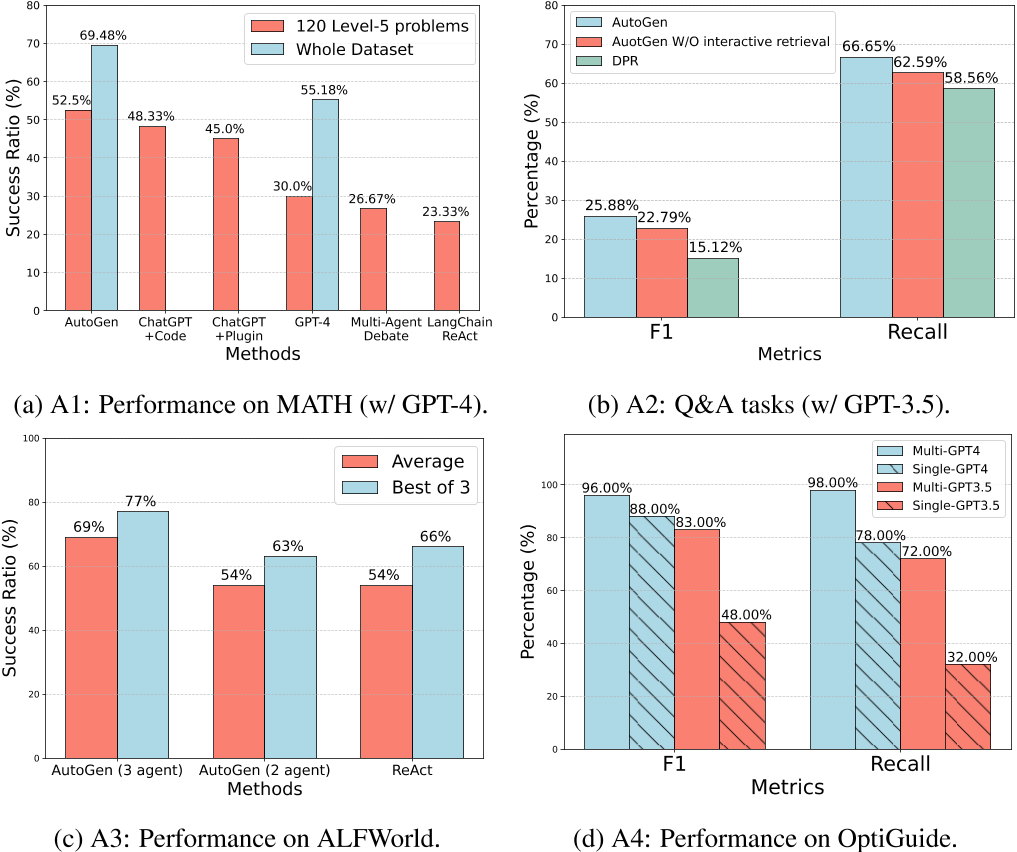 80
70
60
50
40
30
20
10
0
Success Ratio (%)
120 Level-5 problems
Whole Dataset
52.5%
69.48%
48.33%
45.0%
30.0%
55.18%
26.67%
23.33%
AutoGen
ChatGPT
+Code
ChatGPT
+Plugin
GPT-4
Multi-Agent
Debate
LangChain
ReAct
Methods
(a) A1: Performance on MATH (w/ GPT-4).
80
70
60
50
40
30
20
10
0
Percentage (%)
AutoGen
AuotGen W/O interactive retrieval
DPR
25.88%
22.79%
15.12%
66.65%
62.59%
58.56%
F1
Recall
Metrics
(b) A2: Q&A tasks (w/ GPT-3.5).
100
80
60
40
20
0
Success Ratio (%)
Average
Best of 3
69%
77%
54%
63%
54%
66%
AutoGen (3 agent)
AutoGen (2 agent)
ReAct
Methods
(c) A3: Performance on ALFWorld.
100
80
60
40
20
0
Percentage (%)
Multi-GPT4
Single-GPT4
Multi-GPT3.5
Single-GPT3.5
96.00%
88.00%
83.00%
48.00%
98.00%
78.00%
72.00%
32.00%
F1
Recall
Metrics
(d) A4: Performance on OptiGuide.